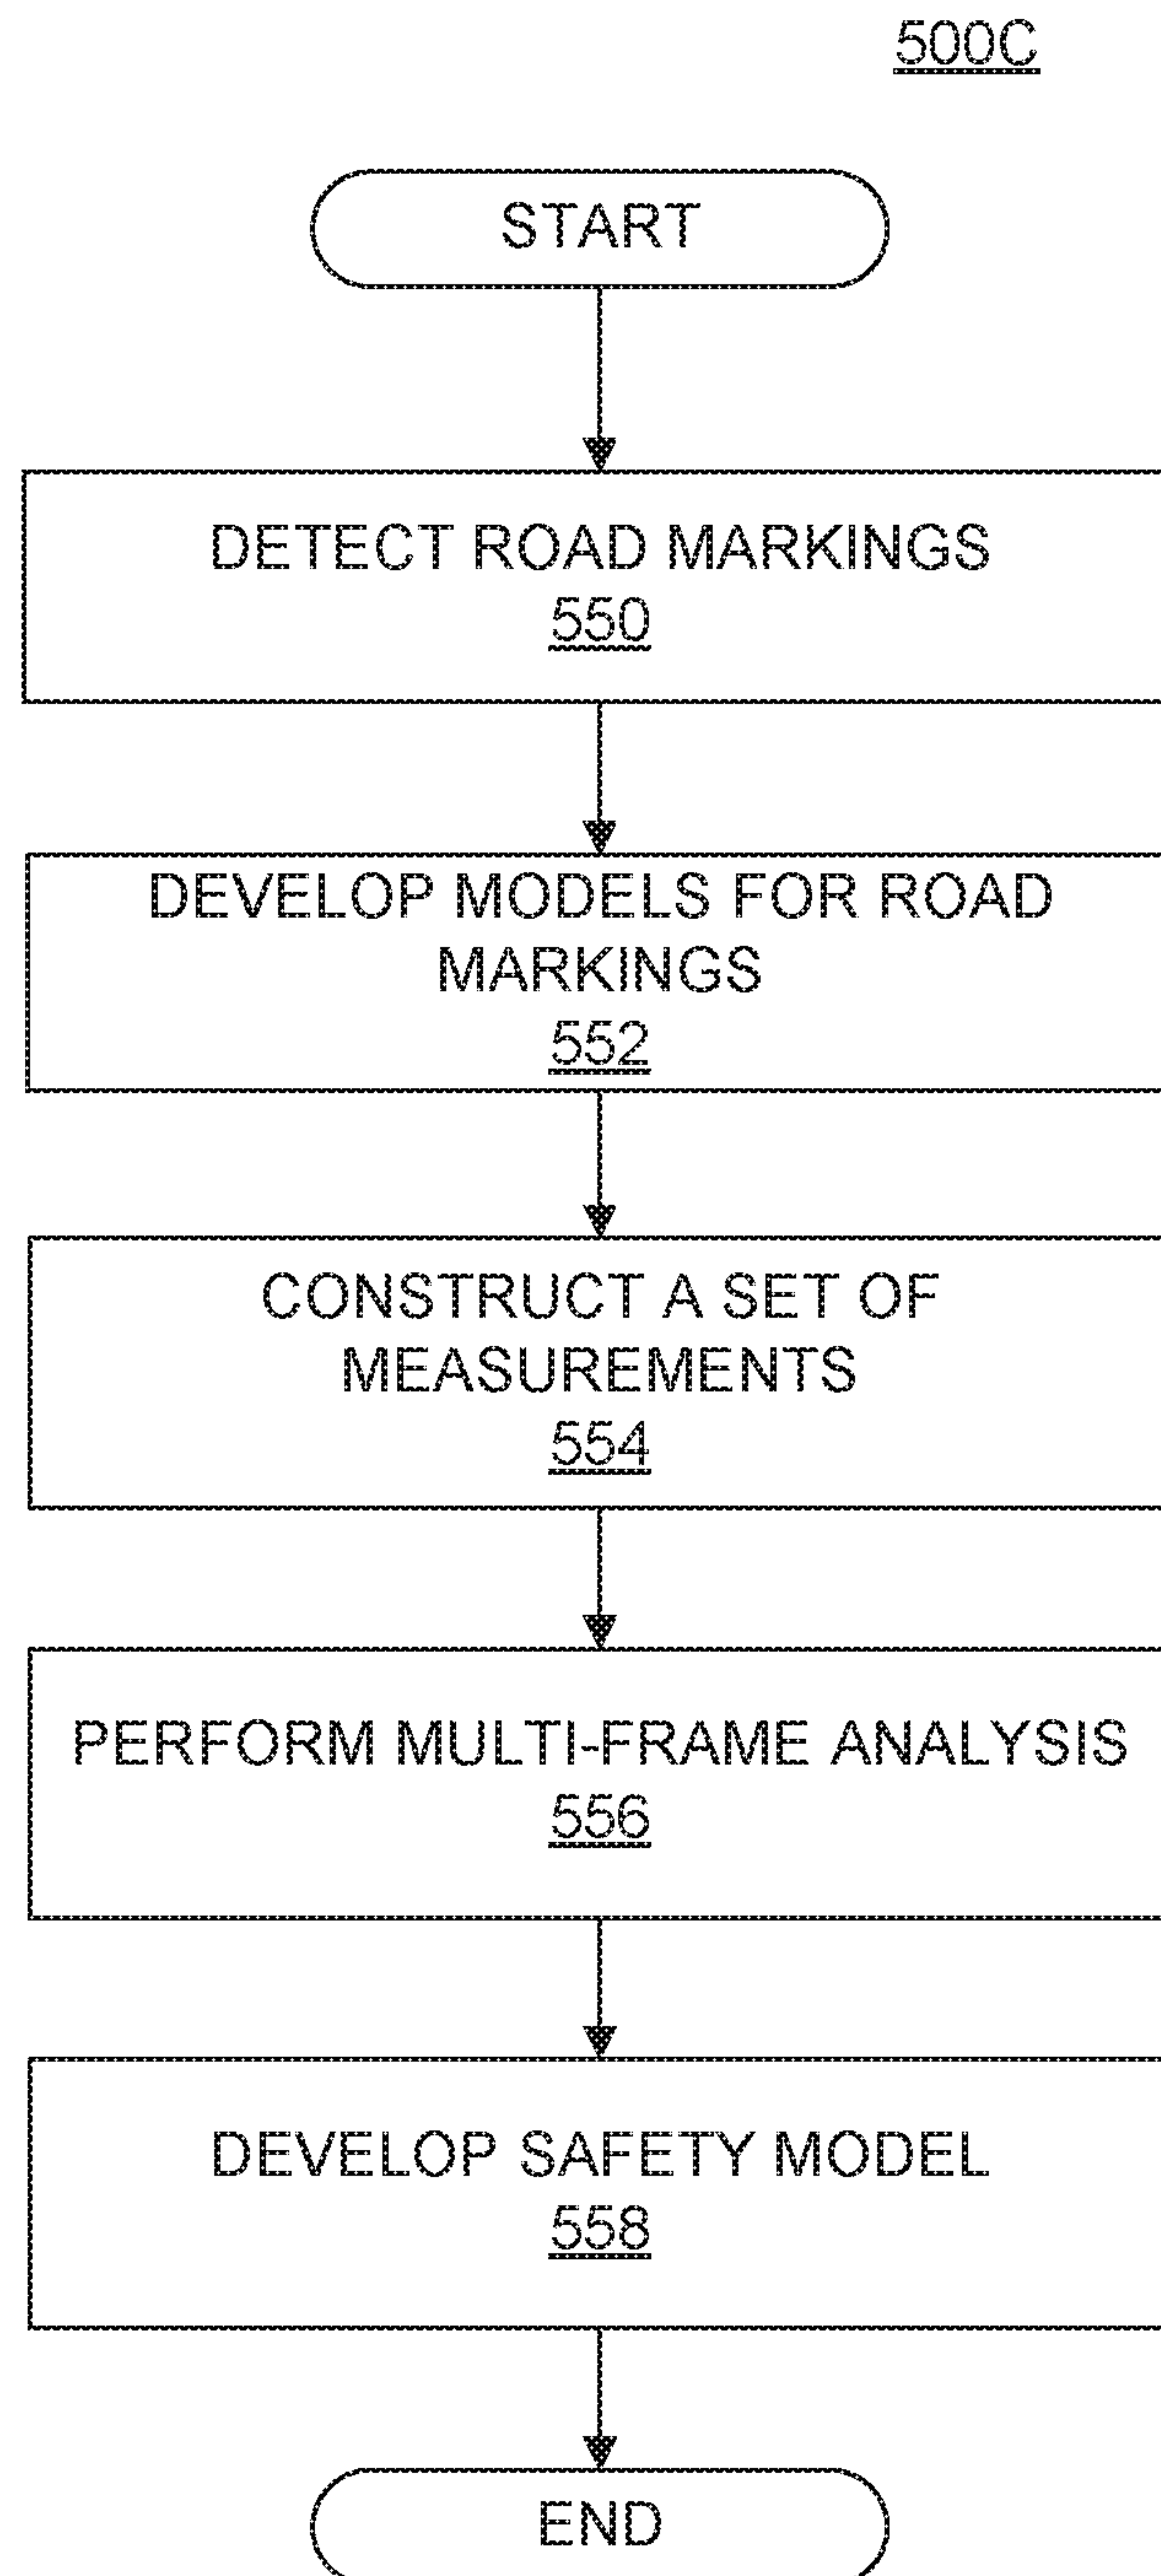 500C
START
DETECT ROAD MARKINGS
550
DEVELOP MODELS FOR ROAD
MARKINGS
552
CONSTRUCT A SET OF
MEASUREMENTS
554
PERFORM MULTI-FRAME ANALYSIS
556
DEVELOP SAFETY MODEL
558
END